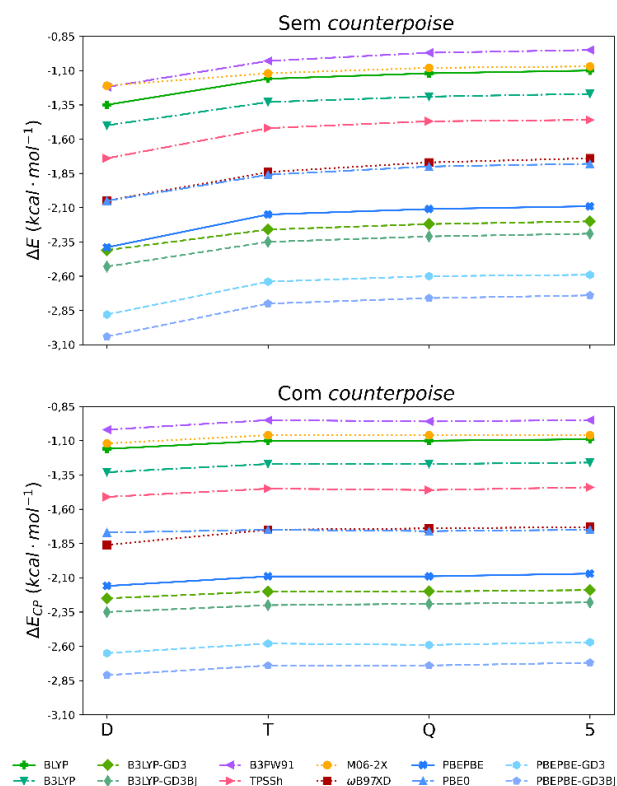 Sem counterpoise
-0,85
-1,10
-1,35
-1,60
-1,85
-2,10
-2,35
-2,60
-2,85
-3,10
ΔE (kcal · mol⁻¹)
Com counterpoise
-0,85
-1,10
-1,35
-1,60
-1,85
-2,10
-2,35
-2,60
-2,85
-3,10
ΔE_CP (kcal · mol⁻¹)
D T Q 5
BLYP B3LYP-GD3 B3PW91 M06-2X PBEPBE PBEPBE-GD3
B3LYP B3LYP-GD3BJ TPSSh ωB97XD PBE0 PBEPBE-GD3BJ